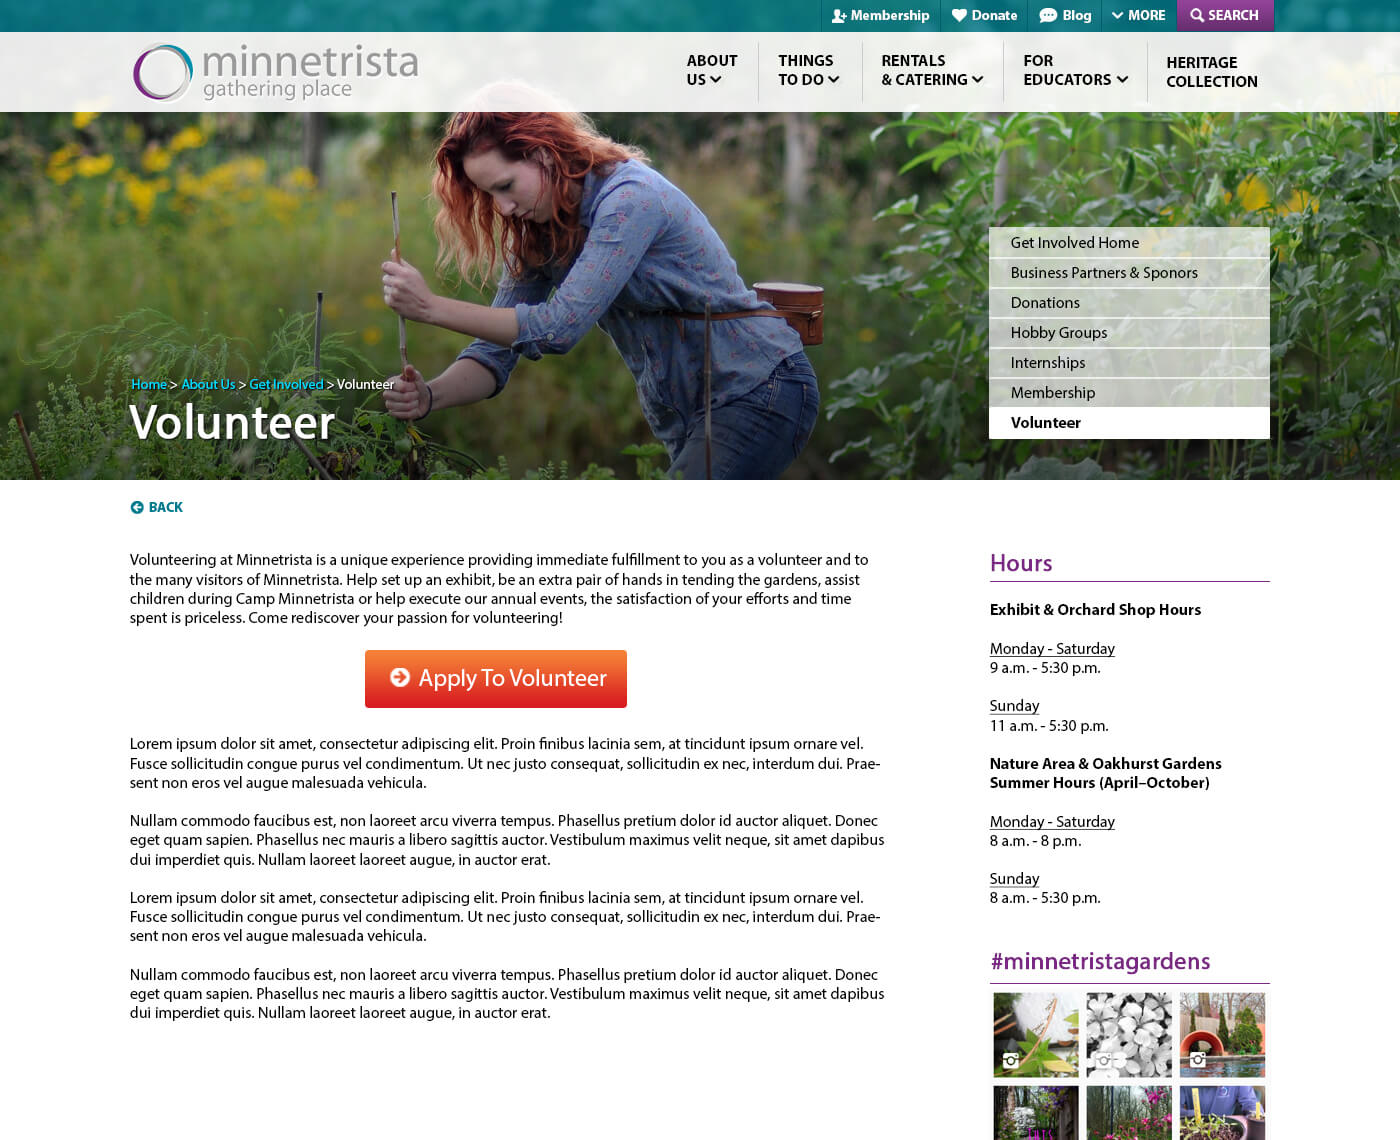 Membership
Donate
Blog
MORE
SEARCH
minnetrista
gathering place
ABOUT
US
THINGS
TO DO
RENTALS
& CATERING
FOR
EDUCATORS
HERITAGE
COLLECTION
Get Involved Home
Business Partners & Sponors
Donations
Hobby Groups
Internships
Membership
Volunteer
Home > About Us > Get Involved > Volunteer
Volunteer
BACK
Volunteering at Minnetrista is a unique experience providing immediate fulfillment to you as a volunteer and to
the many visitors of Minnetrista. Help set up an exhibit, be an extra pair of hands in tending the gardens, assist
children during Camp Minnetrista or help execute our annual events, the satisfaction of your efforts and time
spent is priceless. Come rediscover your passion for volunteering!
Apply To Volunteer
Lorem ipsum dolor sit amet, consectetur adipiscing elit. Proin finibus lacinia sem, at tincidunt ipsum ornare vel.
Fusce sollicitudin congue purus vel condimentum. Ut nec justo consequat, sollicitudin ex nec, interdum dui. Prae-
sent non eros vel augue malesuada vehicula.
Nullam commodo faucibus est, non laoreet arcu viverra tempus. Phasellus pretium dolor id auctor aliquet. Donec
eget quam sapien. Phasellus nec mauris a libero sagittis auctor. Vestibulum maximus velit neque, sit amet dapibus
dui imperdiet quis. Nullam laoreet laoreet augue, in auctor erat.
Lorem ipsum dolor sit amet, consectetur adipiscing elit. Proin finibus lacinia sem, at tincidunt ipsum ornare vel.
Fusce sollicitudin congue purus vel condimentum. Ut nec justo consequat, sollicitudin ex nec, interdum dui. Prae-
sent non eros vel augue malesuada vehicula.
Nullam commodo faucibus est, non laoreet arcu viverra tempus. Phasellus pretium dolor id auctor aliquet. Donec
eget quam sapien. Phasellus nec mauris a libero sagittis auctor. Vestibulum maximus velit neque, sit amet dapibus
dui imperdiet quis. Nullam laoreet laoreet augue, in auctor erat.
Hours
Exhibit & Orchard Shop Hours
Monday - Saturday
9 a.m. - 5:30 p.m.
Sunday
11 a.m. - 5:30 p.m.
Nature Area & Oakhurst Gardens
Summer Hours (April–October)
Monday - Saturday
8 a.m. - 8 p.m.
Sunday
8 a.m. - 5:30 p.m.
#minnetristagardens